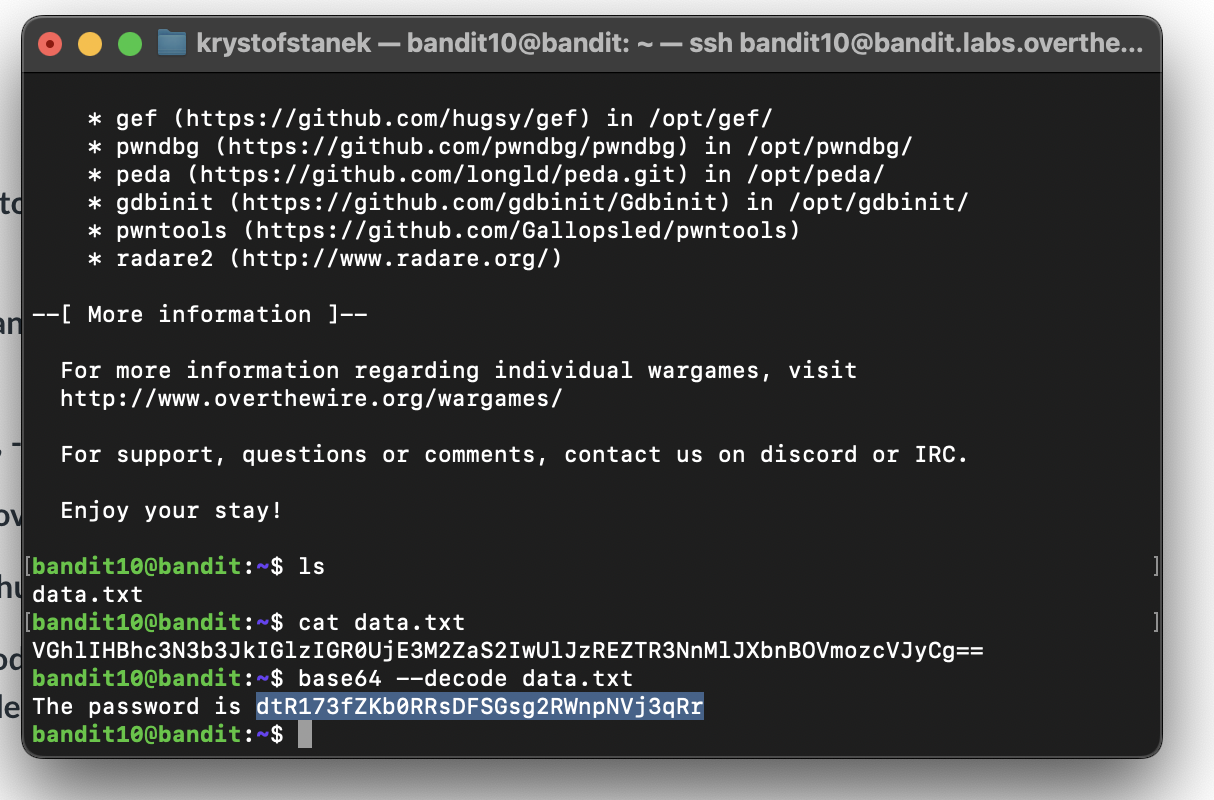 krystofstanek — bandit10@bandit: ~ — ssh bandit10@bandit.labs.overthe...
* gef (https://github.com/hugsy/gef) in /opt/gef/
* pwndbg (https://github.com/pwndbg/pwndbg) in /opt/pwndbg/
* peda (https://github.com/longld/peda.git) in /opt/peda/
* gdbinit (https://github.com/gdbinit/Gdbinit) in /opt/gdbinit/
* pwntools (https://github.com/Gallopsled/pwntools)
* radare2 (http://www.radare.org/)
--[ More information ]--
For more information regarding individual wargames, visit
http://www.overthewire.org/wargames/
For support, questions or comments, contact us on discord or IRC.
Enjoy your stay!
[bandit10@bandit:~$ ls ]
data.txt
[bandit10@bandit:~$ cat data.txt ]
VGhlIHBhc3N3b3JkIGlzIGR0UjE3M2ZaS2IwUlJzREZTR3NnMlJXbnBOVmozcVJyCg==
bandit10@bandit:~$ base64 --decode data.txt
The password is dtR173fZKb0RRsDFSGsg2RWnpNVj3qRr
bandit10@bandit:~$